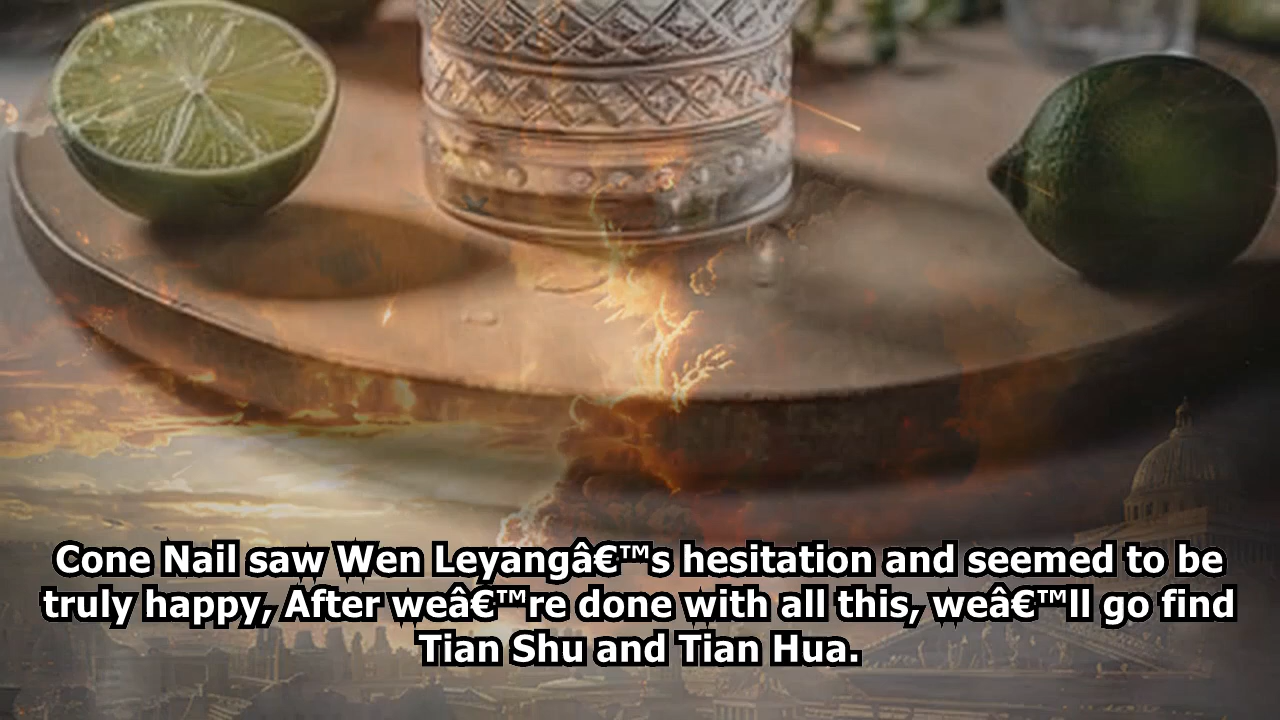 Cone Nail saw Wen Leyangâ€™s hesitation and seemed to be
truly happy, After weâ€™re done with all this, weâ€™ll go find
Tian Shu and Tian Hua.